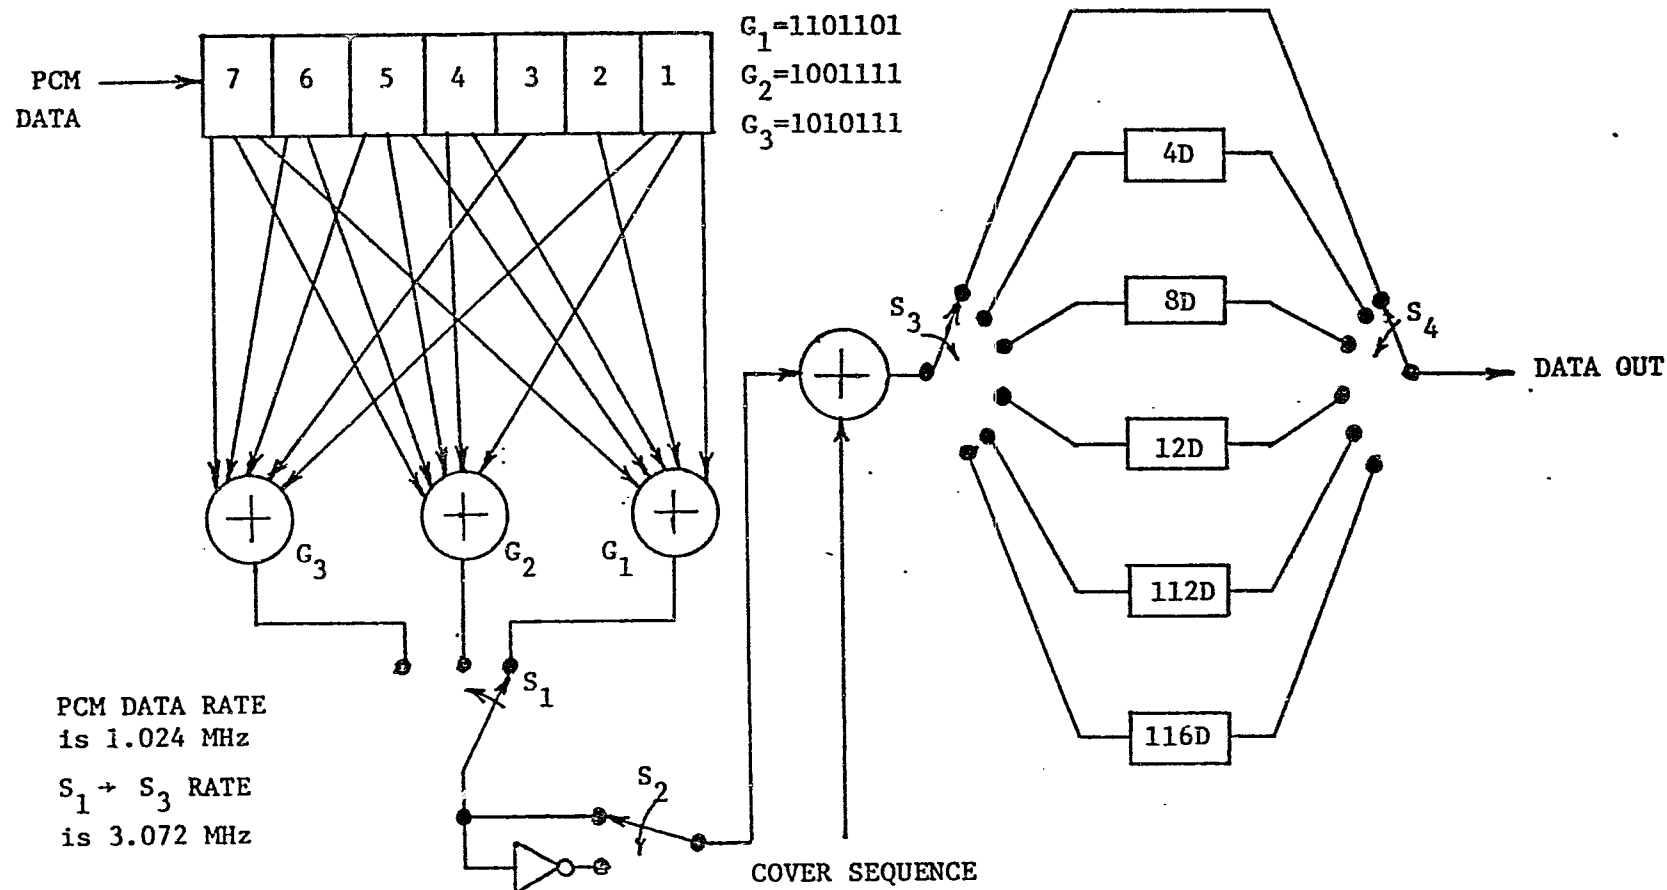 PCM
DATA
7 6 5 4 3 2 1
G1=1101101
G2=1001111
G3=1010111
4D
8D
12D
112D
116D
S3
S4
DATA OUT
G3
G2
G1
S1
PCM DATA RATE
is 1.024 MHz
S1 → S3 RATE
is 3.072 MHz
S2
COVER SEQUENCE